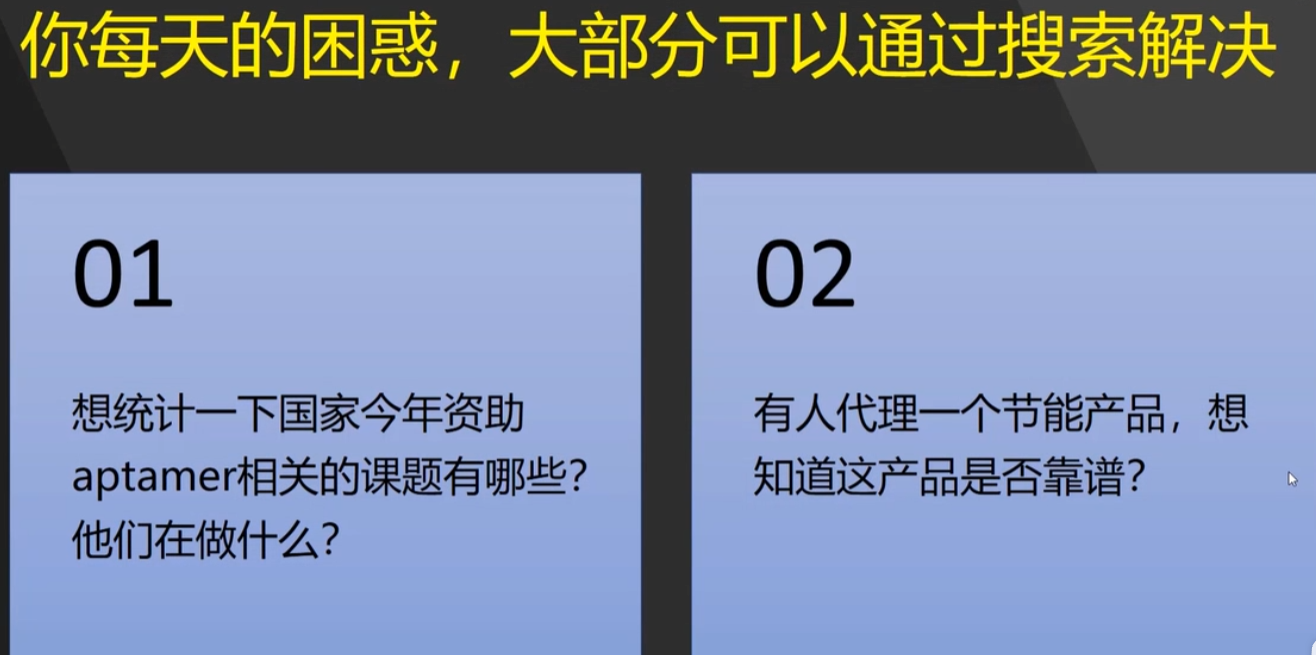 你每天的困惑，大部分可以通过搜索解决
01
想统计一下国家今年资助
aptamer相关的课题有哪些？
他们在做什么？
02
有人代理一个节能产品，想
知道这产品是否靠谱？